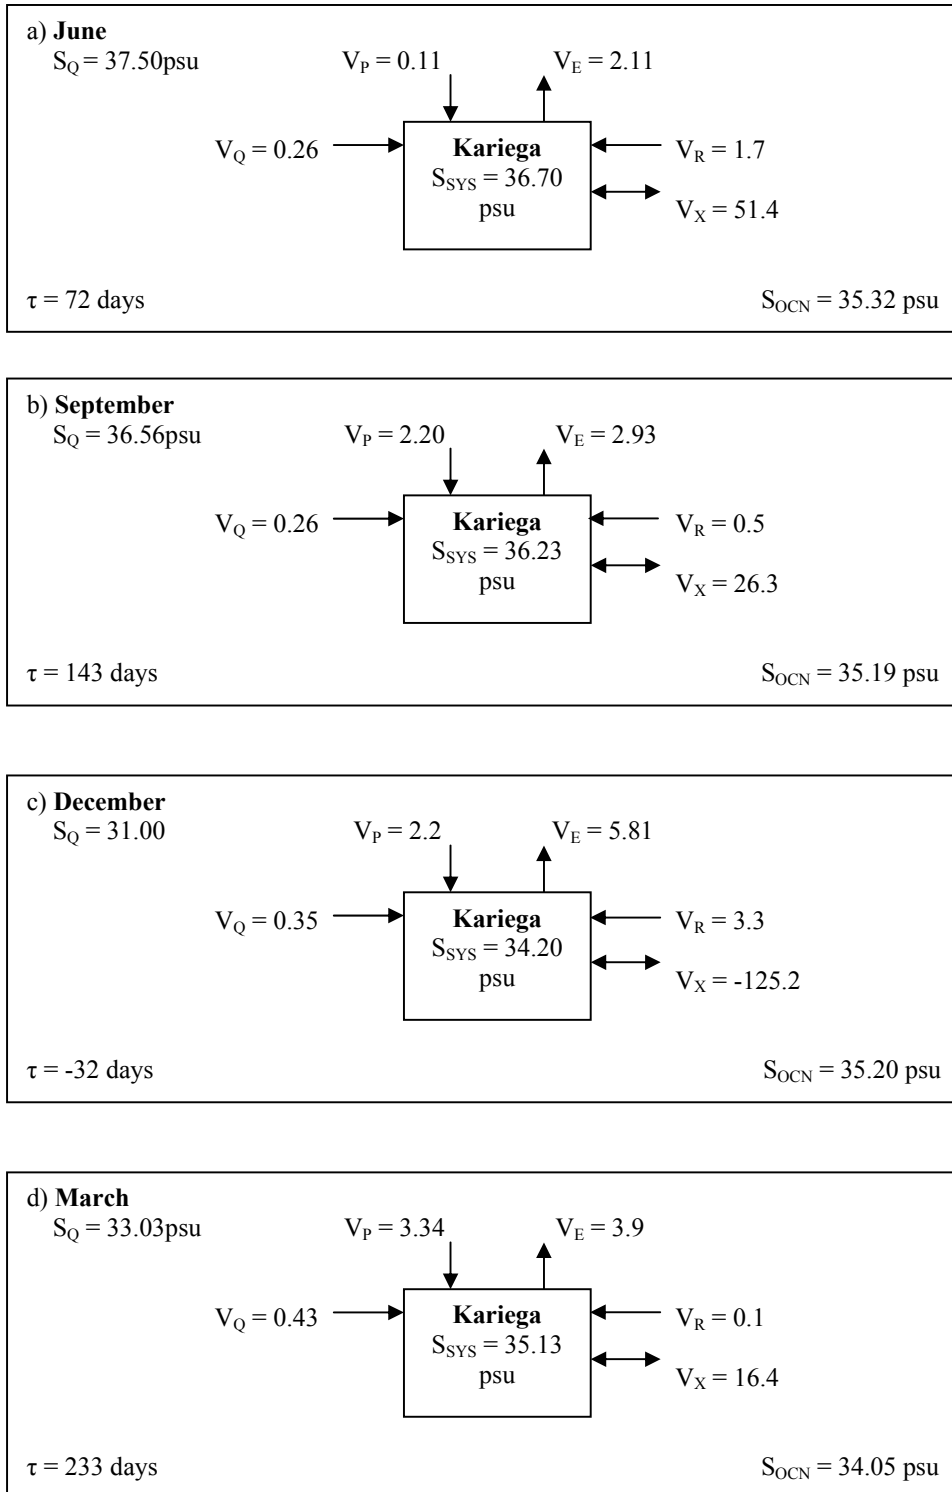 a) June
S_Q = 37.50psu
V_P = 0.11
V_E = 2.11
V_Q = 0.26
Kariega
S_SYS = 36.70
psu
V_R = 1.7
V_X = 51.4
τ = 72 days
S_OCN = 35.32 psu
b) September
S_Q = 36.56psu
V_P = 2.20
V_E = 2.93
V_Q = 0.26
Kariega
S_SYS = 36.23
psu
V_R = 0.5
V_X = 26.3
τ = 143 days
S_OCN = 35.19 psu
c) December
S_Q = 31.00
V_P = 2.2
V_E = 5.81
V_Q = 0.35
Kariega
S_SYS = 34.20
psu
V_R = 3.3
V_X = -125.2
τ = -32 days
S_OCN = 35.20 psu
d) March
S_Q = 33.03psu
V_P = 3.34
V_E = 3.9
V_Q = 0.43
Kariega
S_SYS = 35.13
psu
V_R = 0.1
V_X = 16.4
τ = 233 days
S_OCN = 34.05 psu